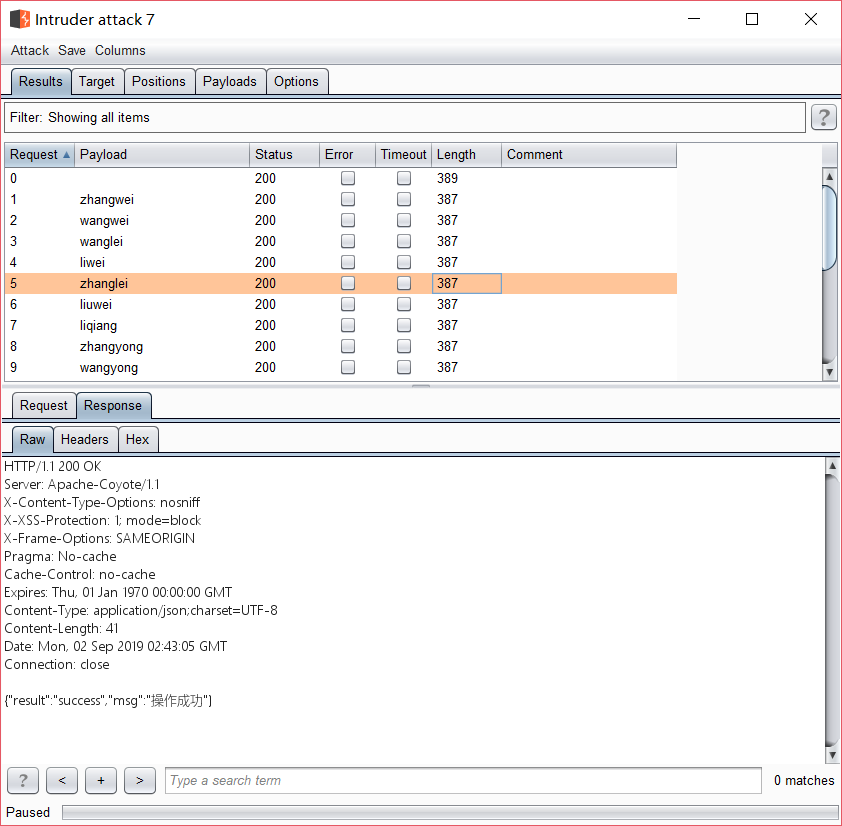 Intruder attack 7
Attack Save Columns
Results Target Positions Payloads Options
Filter: Showing all items ?
Request Payload Status Error Timeout Length Comment
0 200 389
1 zhangwei 200 387
2 wangwei 200 387
3 wanglei 200 387
4 liwei 200 387
5 zhanglei 200 387
6 liuwei 200 387
7 liqiang 200 387
8 zhangyong 200 387
9 wangyong 200 387
Request Response
Raw Headers Hex
HTTP/1.1 200 OK
Server: Apache-Coyote/1.1
X-Content-Type-Options: nosniff
X-XSS-Protection: 1; mode=block
X-Frame-Options: SAMEORIGIN
Pragma: No-cache
Cache-Control: no-cache
Expires: Thu, 01 Jan 1970 00:00:00 GMT
Content-Type: application/json;charset=UTF-8
Content-Length: 41
Date: Mon, 02 Sep 2019 02:43:05 GMT
Connection: close
{"result":"success","msg":"操作成功"}
? < + > Type a search term 0 matches
Paused